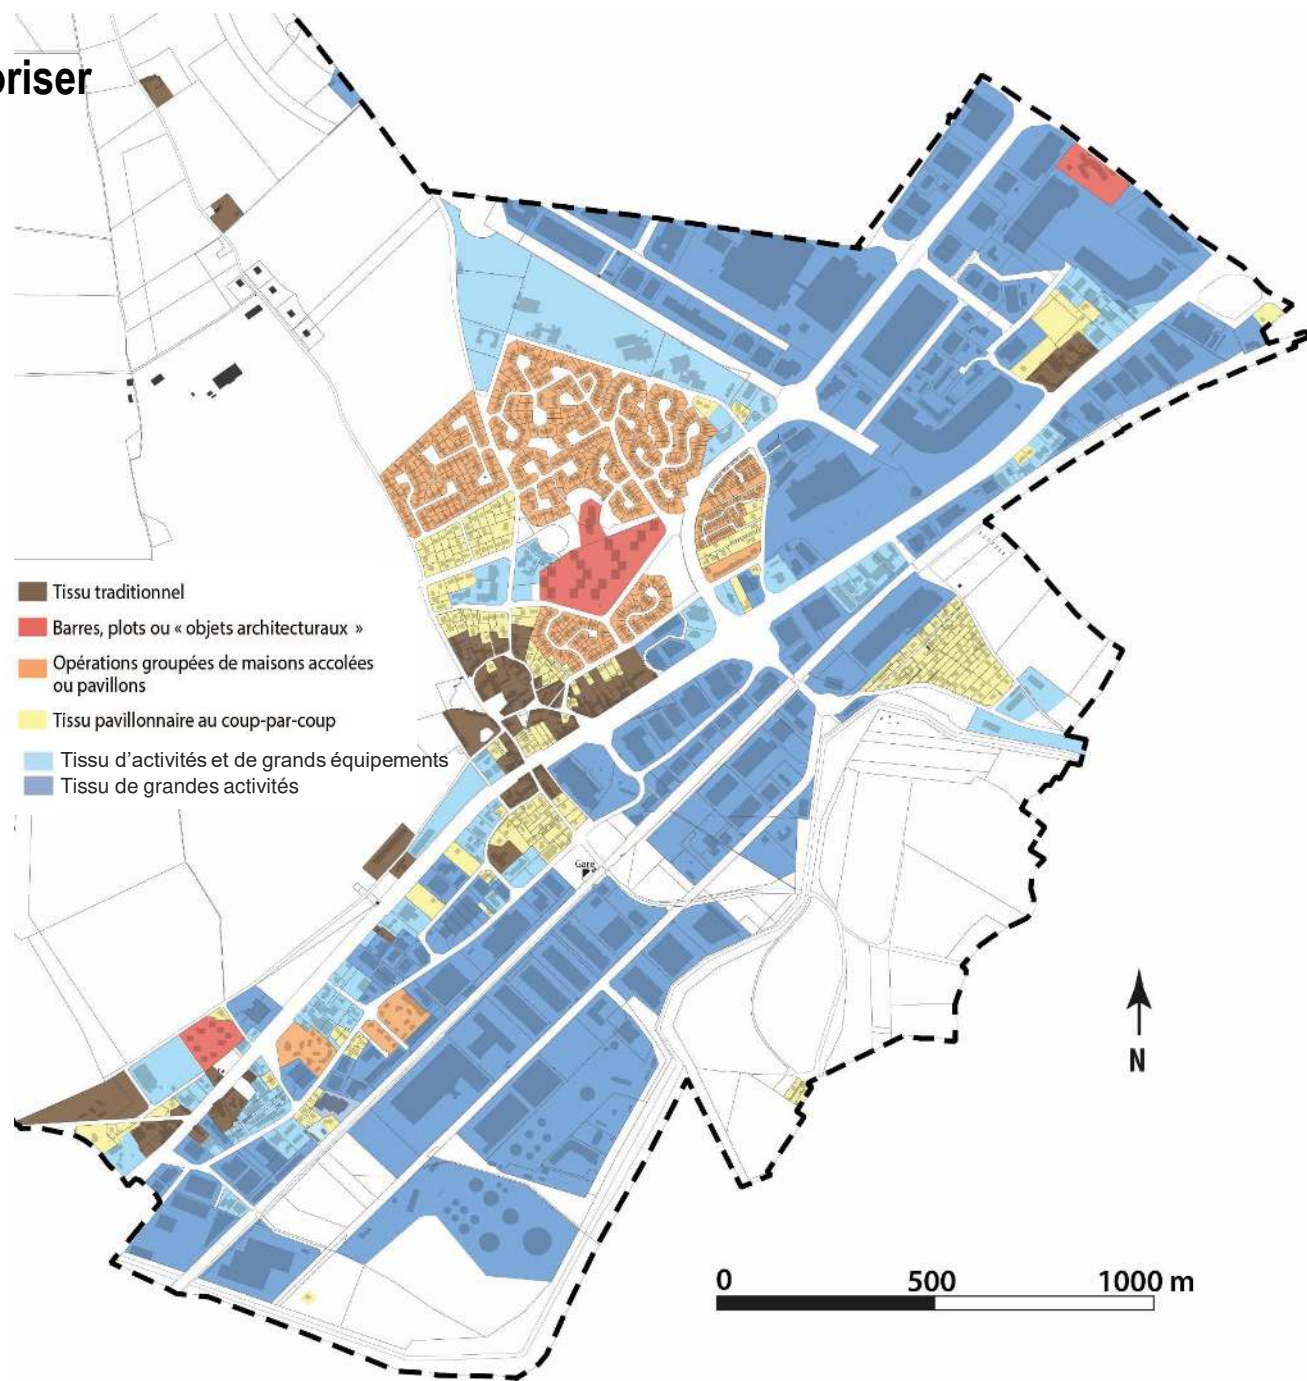 oriser
Tissu traditionnel
Barres, plots ou « objets architecturaux »
Opérations groupées de maisons accolées
ou pavillons
Tissu pavillonnaire au coup-par-coup
Tissu d'activités et de grands équipements
Tissu de grandes activités
Gare
N
0 500 1000 m